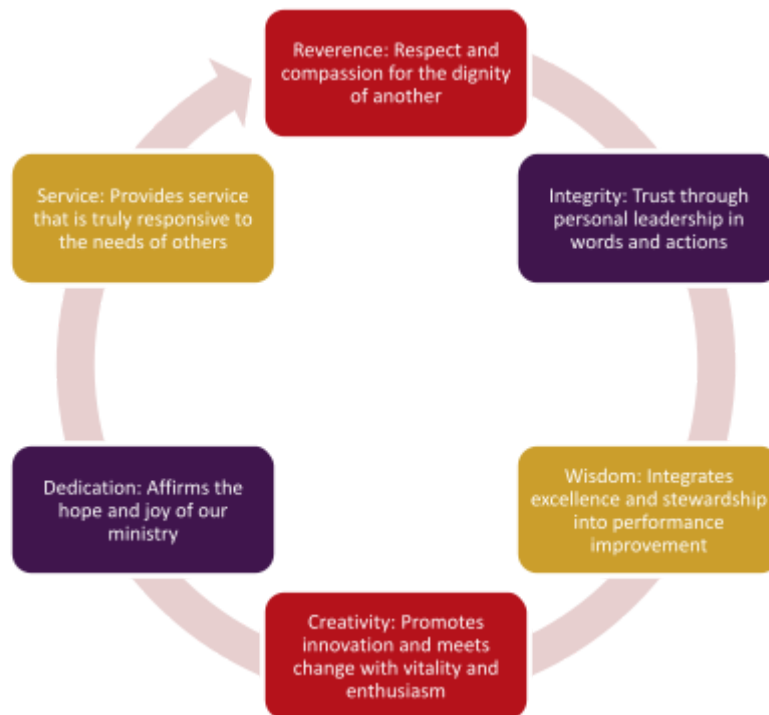 Reverence: Respect and
compassion for the dignity
of another
Integrity: Trust through
personal leadership in
words and actions
Wisdom: Integrates
excellence and stewardship
into performance
improvement
Creativity: Promotes
innovation and meets
change with vitality and
enthusiasm
Dedication: Affirms the
hope and joy of our
ministry
Service: Provides service
that is truly responsive to
the needs of others